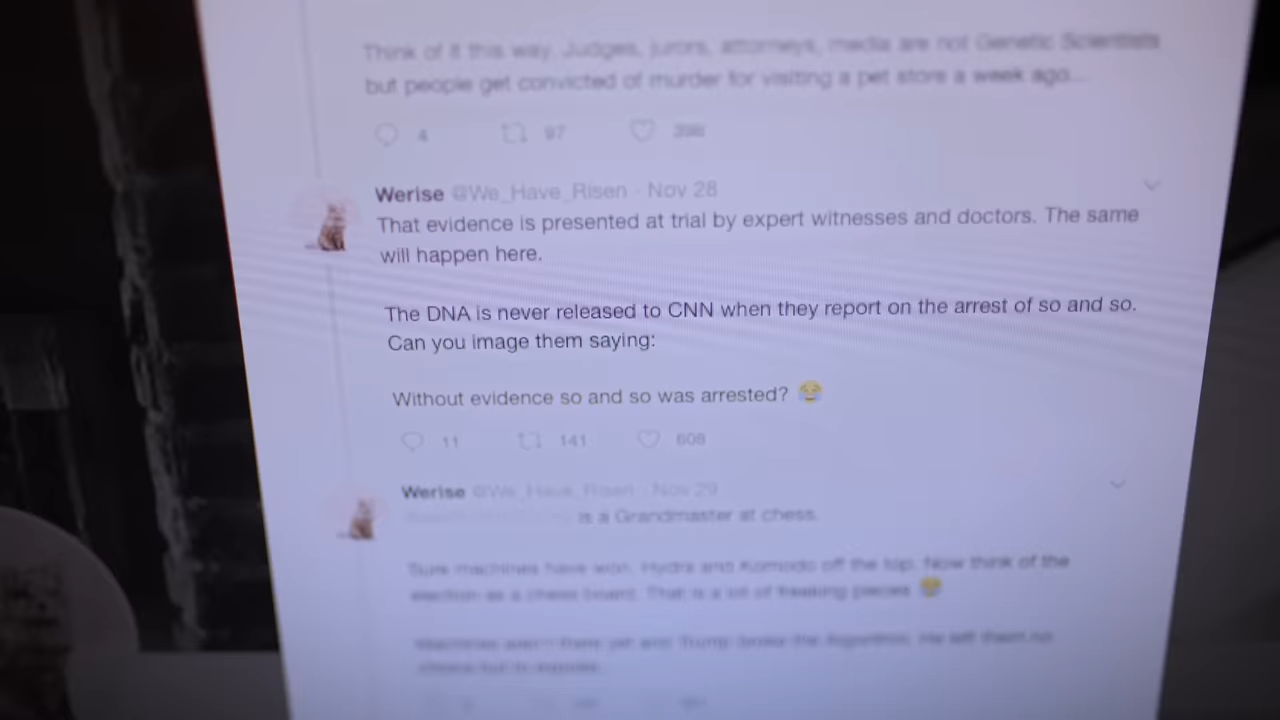 Think of it this way. Judges, jurors, attorneys, media are not Genetic Scientists
but people get convicted of murder for visiting a pet store a week ago...
4 97
Werise @We_Have_Risen · Nov 28
That evidence is presented at trial by expert witnesses and doctors. The same
will happen here.
The DNA is never released to CNN when they report on the arrest of so and so.
Can you image them saying:
Without evidence so and so was arrested? 😂
11 141 608
Werise @We_Have_Risen · Nov 29
is a Grandmaster at chess.
Sure machines have won. Hydra and Komodo off the top. Now think of the
election as a chess board. That is a lot of freaking pieces